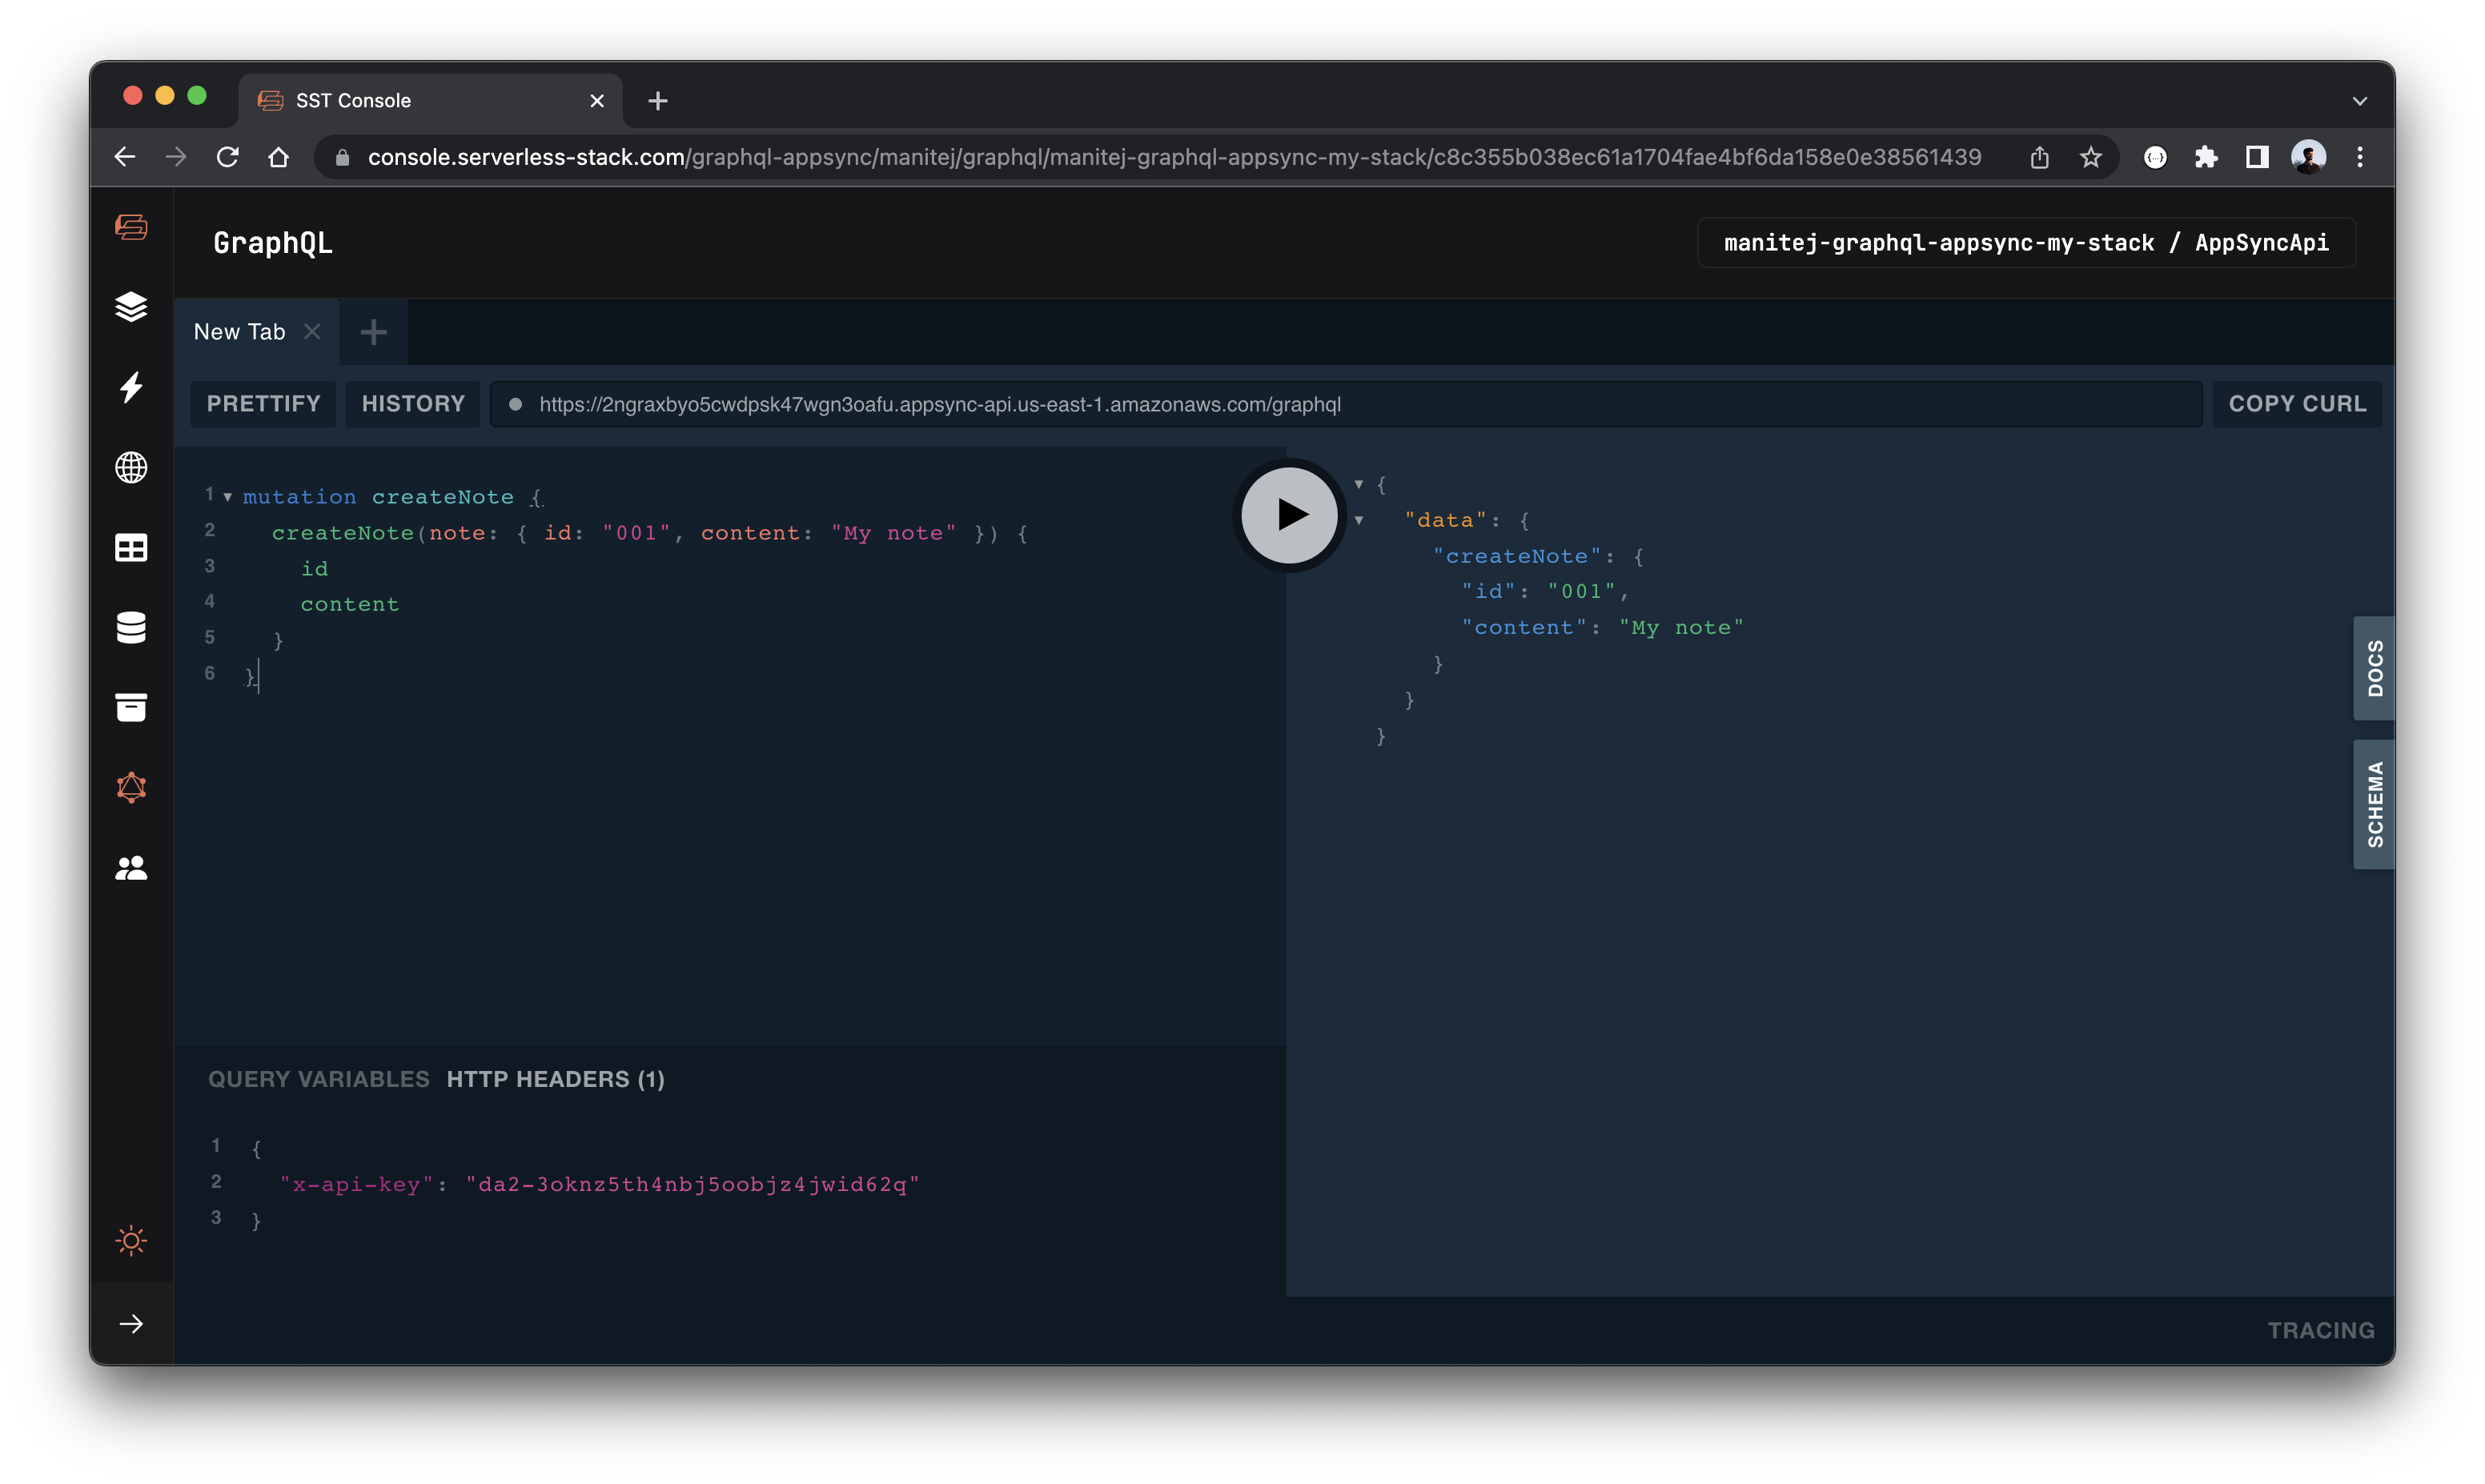 SST Console
console.serverless-stack.com/graphql-appsync/manitej/graphql/manitej-graphql-appsync-my-stack/c8c355b038ec61a1704fae4bf6da158e0e38561439
GraphQL
manitej-graphql-appsync-my-stack / AppSyncApi
New Tab
PRETTIFY
HISTORY
https://2ngraxbyo5cwdpsk47wgn3oafu.appsync-api.us-east-1.amazonaws.com/graphql
COPY CURL
1 mutation createNote {
2 createNote(note: { id: "001", content: "My note" }) {
3 id
4 content
5 }
6 }
{
"data": {
"createNote": {
"id": "001",
"content": "My note"
}
}
}
DOCS
SCHEMA
QUERY VARIABLES
HTTP HEADERS (1)
1 {
2 "x-api-key": "da2-3oknz5th4nbj5oobjz4jwid62q"
3 }
TRACING